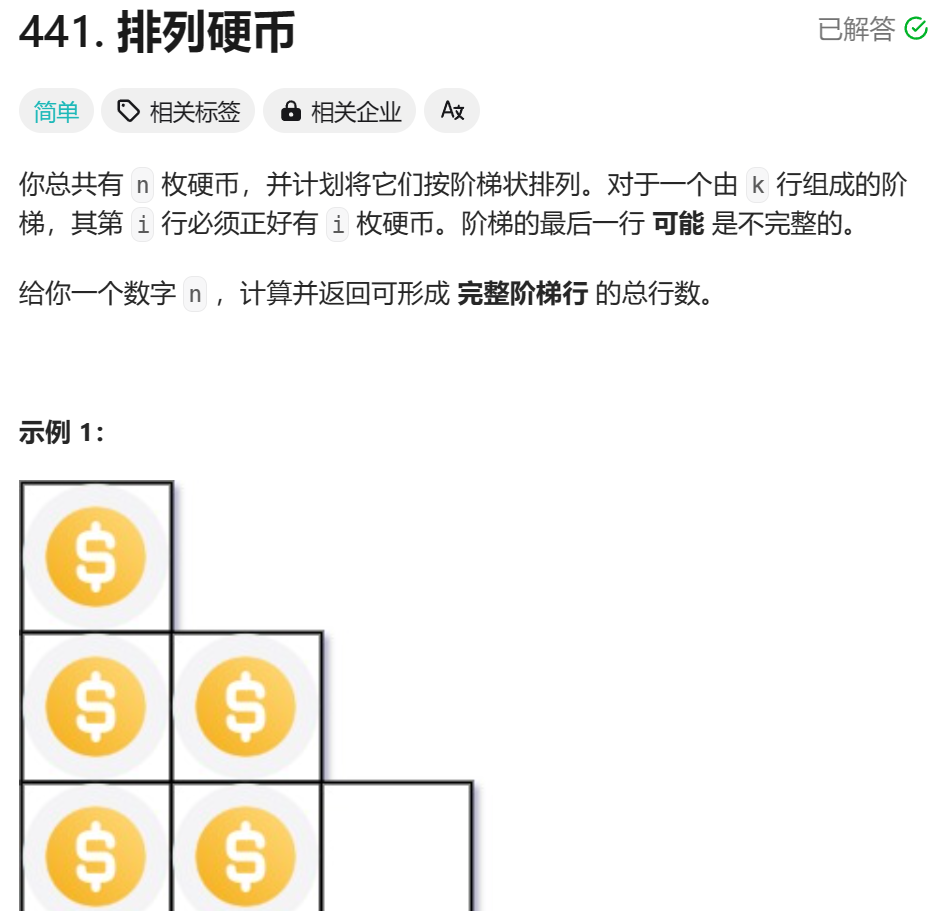 441. 排列硬币
已解答
简单
相关标签
相关企业
你总共有 n 枚硬币，并计划将它们按阶梯状排列。对于一个由 k 行组成的阶
梯，其第 i 行必须正好有 i 枚硬币。阶梯的最后一行 可能 是不完整的。
给你一个数字 n ，计算并返回可形成 完整阶梯行 的总行数。
示例 1：
$
$ $
$ $